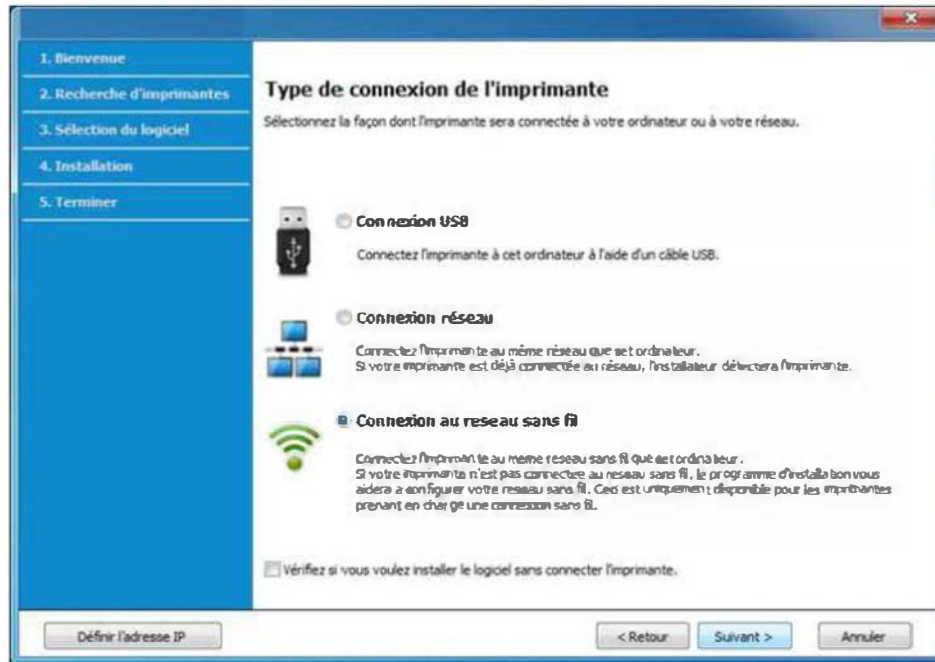 1. Bienvenue
2. Recherche d'imprimantes
3. Sélection du logiciel
4. Installation
5. Terminer
Type de connexion de l'imprimante
Sélectionnez la façon dont l'imprimante sera connectée à votre ordinateur ou à votre réseau.
Connexion USB
Connectez l'imprimante à cet ordinateur à l'aide d'un câble USB.
Connexion réseau
Connectez l'imprimante au même réseau que cet ordinateur.
Si votre imprimante est déjà connectée au réseau, l'installateur détectera l'imprimante.
Connexion au reseau sans fil
Connectez l'imprimante au meme reseau sans fil que cet ordinateur.
Si votre imprimante n'est pas connectee au reseau sans fil, le programme d'installation vous
aidera a configurer votre reseau sans fil. Ceci est uniquement disponible pour les imprimantes
prenant en charge une connexion sans fil.
Vérifiez si vous voulez installer le logiciel sans connecter l'imprimante.
Définir l'adresse IP
< Retour
Suivant >
Annuler